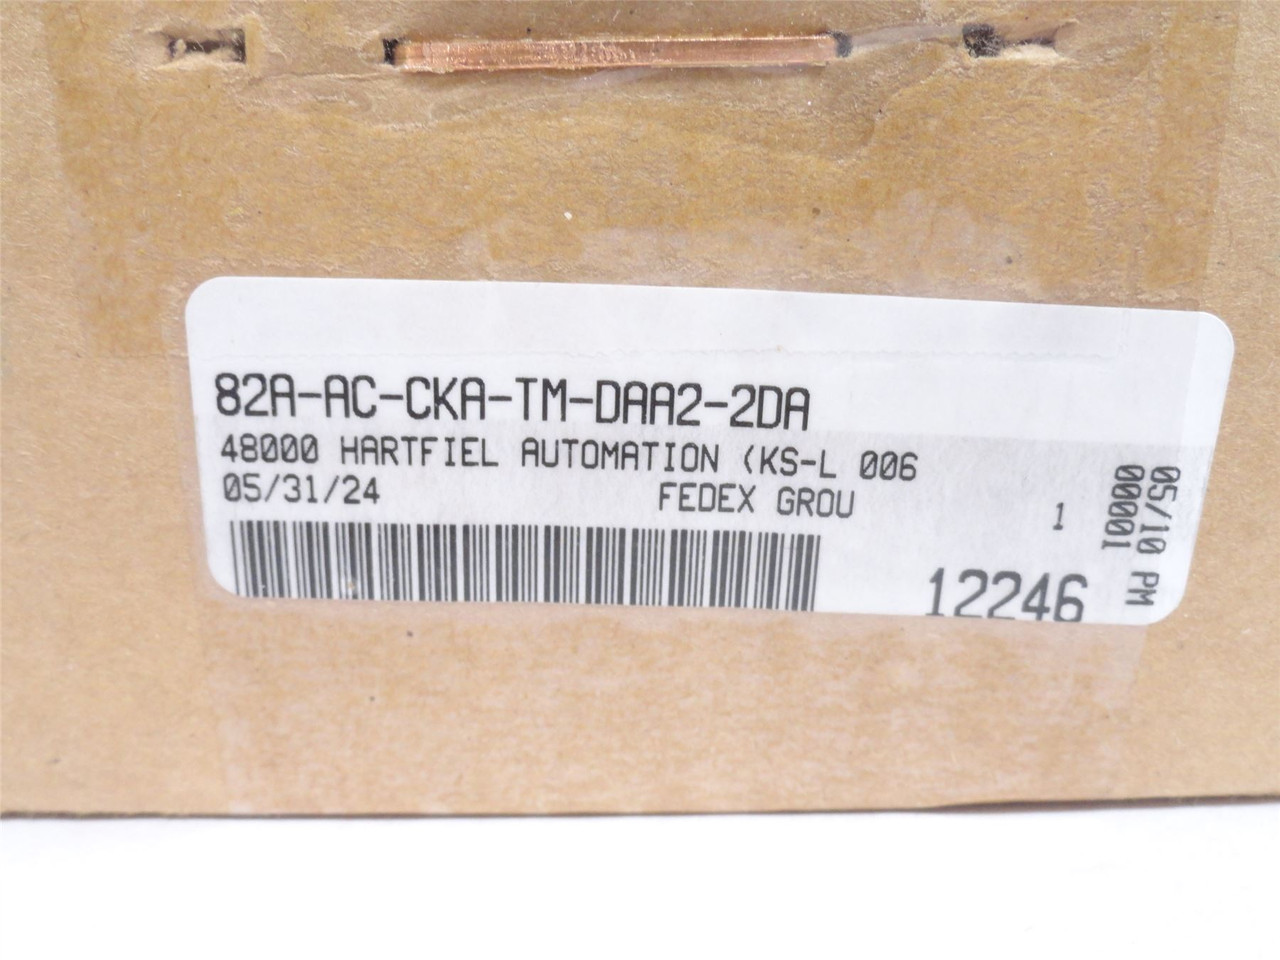 82A-AC-CKA-TM-DAA2-2DA
48000 HARTFIEL AUTOMATION (KS-L 006
05/31/24 FEDEX GROU
1
12246
05/10 PM
00001